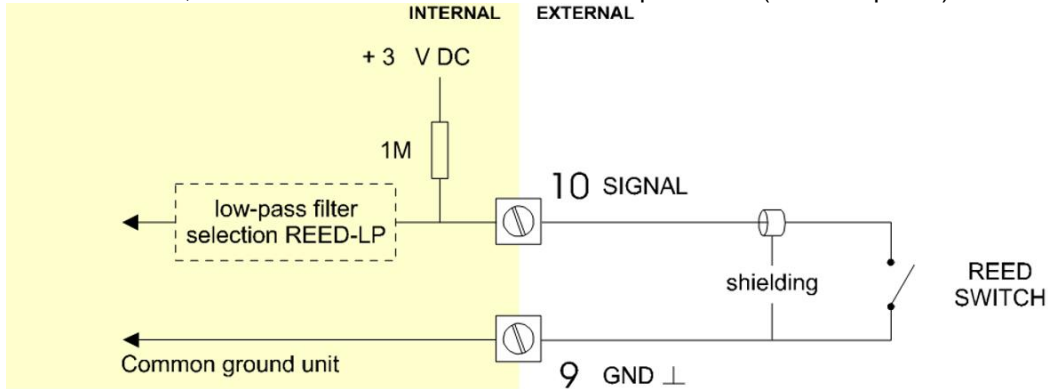 INTERNAL EXTERNAL
+ 3 V DC
1M
10 SIGNAL
low-pass filter
selection REED-LP
shielding
REED
SWITCH
Common ground unit
9 GND ⊥